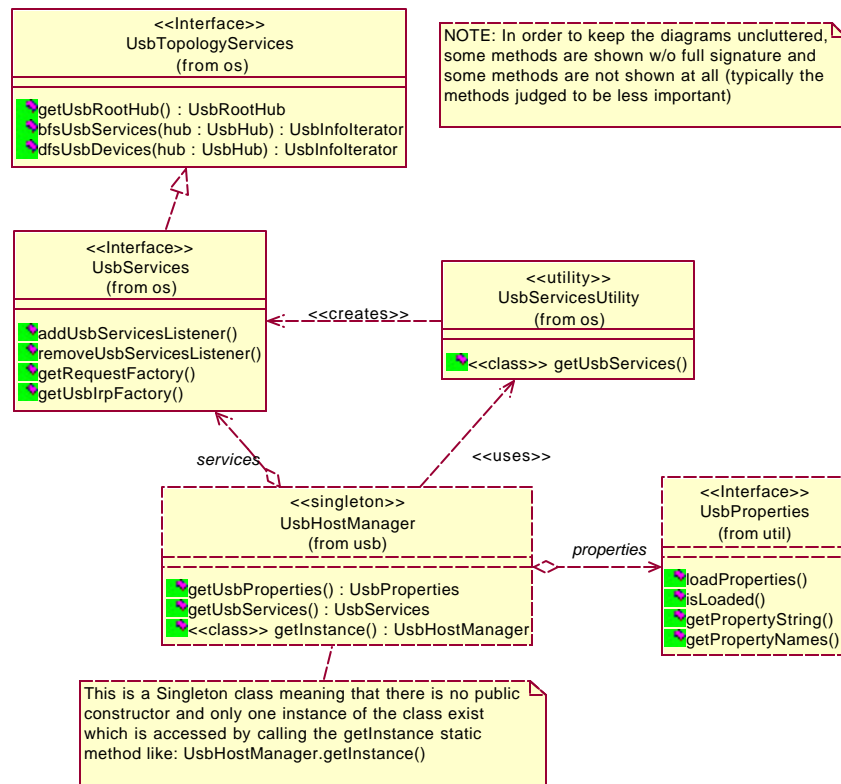 <<Interface>>
UsbTopologyServices
(from os)
getUsbRootHub() : UsbRootHub
bfsUsbServices(hub : UsbHub) : UsbInfoIterator
dfsUsbDevices(hub : UsbHub) : UsbInfoIterator
NOTE: In order to keep the diagrams uncluttered,
some methods are shown w/o full signature and
some methods are not shown at all (typically the
methods judged to be less important)
<<Interface>>
UsbServices
(from os)
addUsbServicesListener()
removeUsbServicesListener()
getRequestFactory()
getUsbIrpFactory()
<<creates>>
<<utility>>
UsbServicesUtility
(from os)
<<class>> getUsbServices()
services
<<uses>>
<<singleton>>
UsbHostManager
(from usb)
getUsbProperties() : UsbProperties
getUsbServices() : UsbServices
<<class>> getInstance() : UsbHostManager
properties
<<Interface>>
UsbProperties
(from util)
loadProperties()
isLoaded()
getPropertyString()
getPropertyNames()
This is a Singleton class meaning that there is no public
constructor and only one instance of the class exist
which is accessed by calling the getInstance static
method like: UsbHostManager.getInstance()